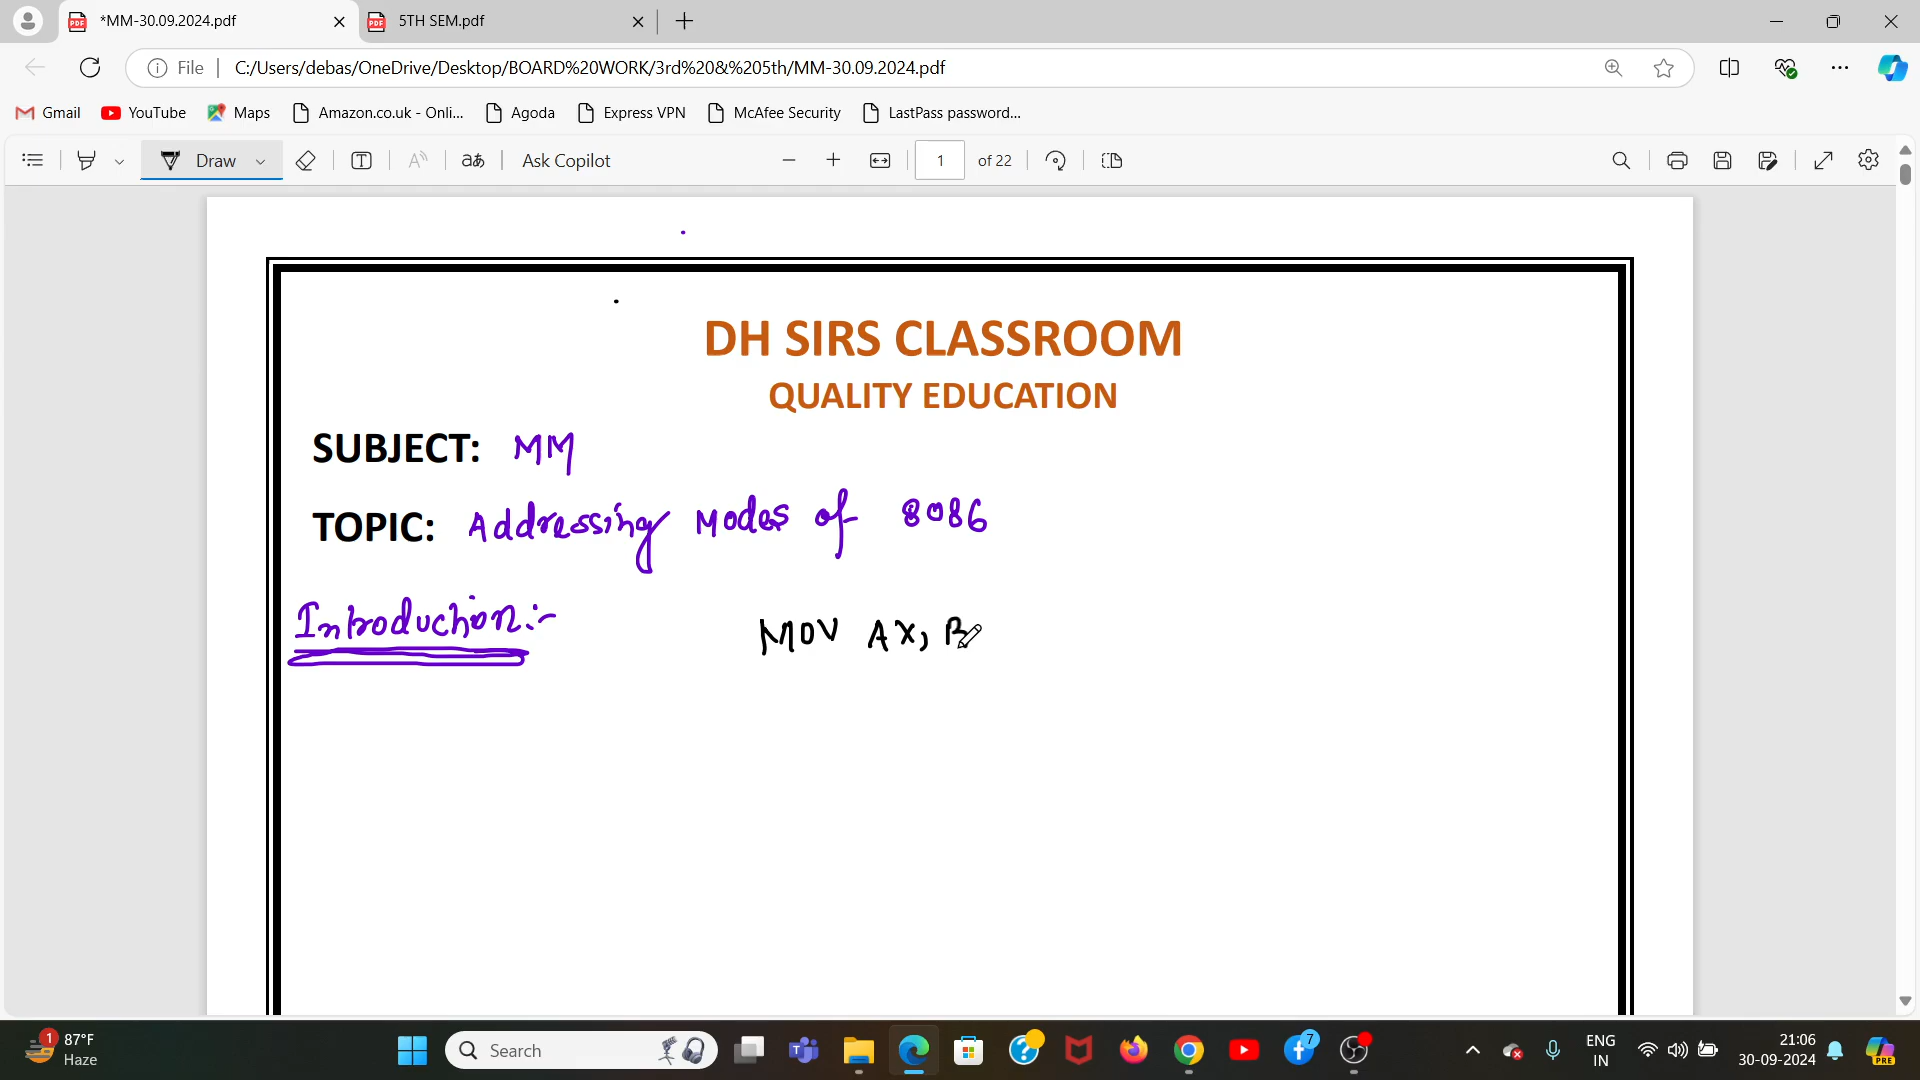 *MM-30.09.2024.pdf
5TH SEM.pdf
File
C:/Users/debas/OneDrive/Desktop/BOARD%20WORK/3rd%20&%205th/MM-30.09.2024.pdf
Gmail YouTube Maps Amazon.co.uk - Onli... Agoda Express VPN McAfee Security LastPass password...
Draw Ask Copilot 1 of 22
DH SIRS CLASSROOM
QUALITY EDUCATION
SUBJECT: MM
TOPIC: Addressing Modes of 8086
Introduction:-
MOV AX, B
1 87°F
Haze
Search
7
ENG
IN
21:06
30-09-2024
PRE